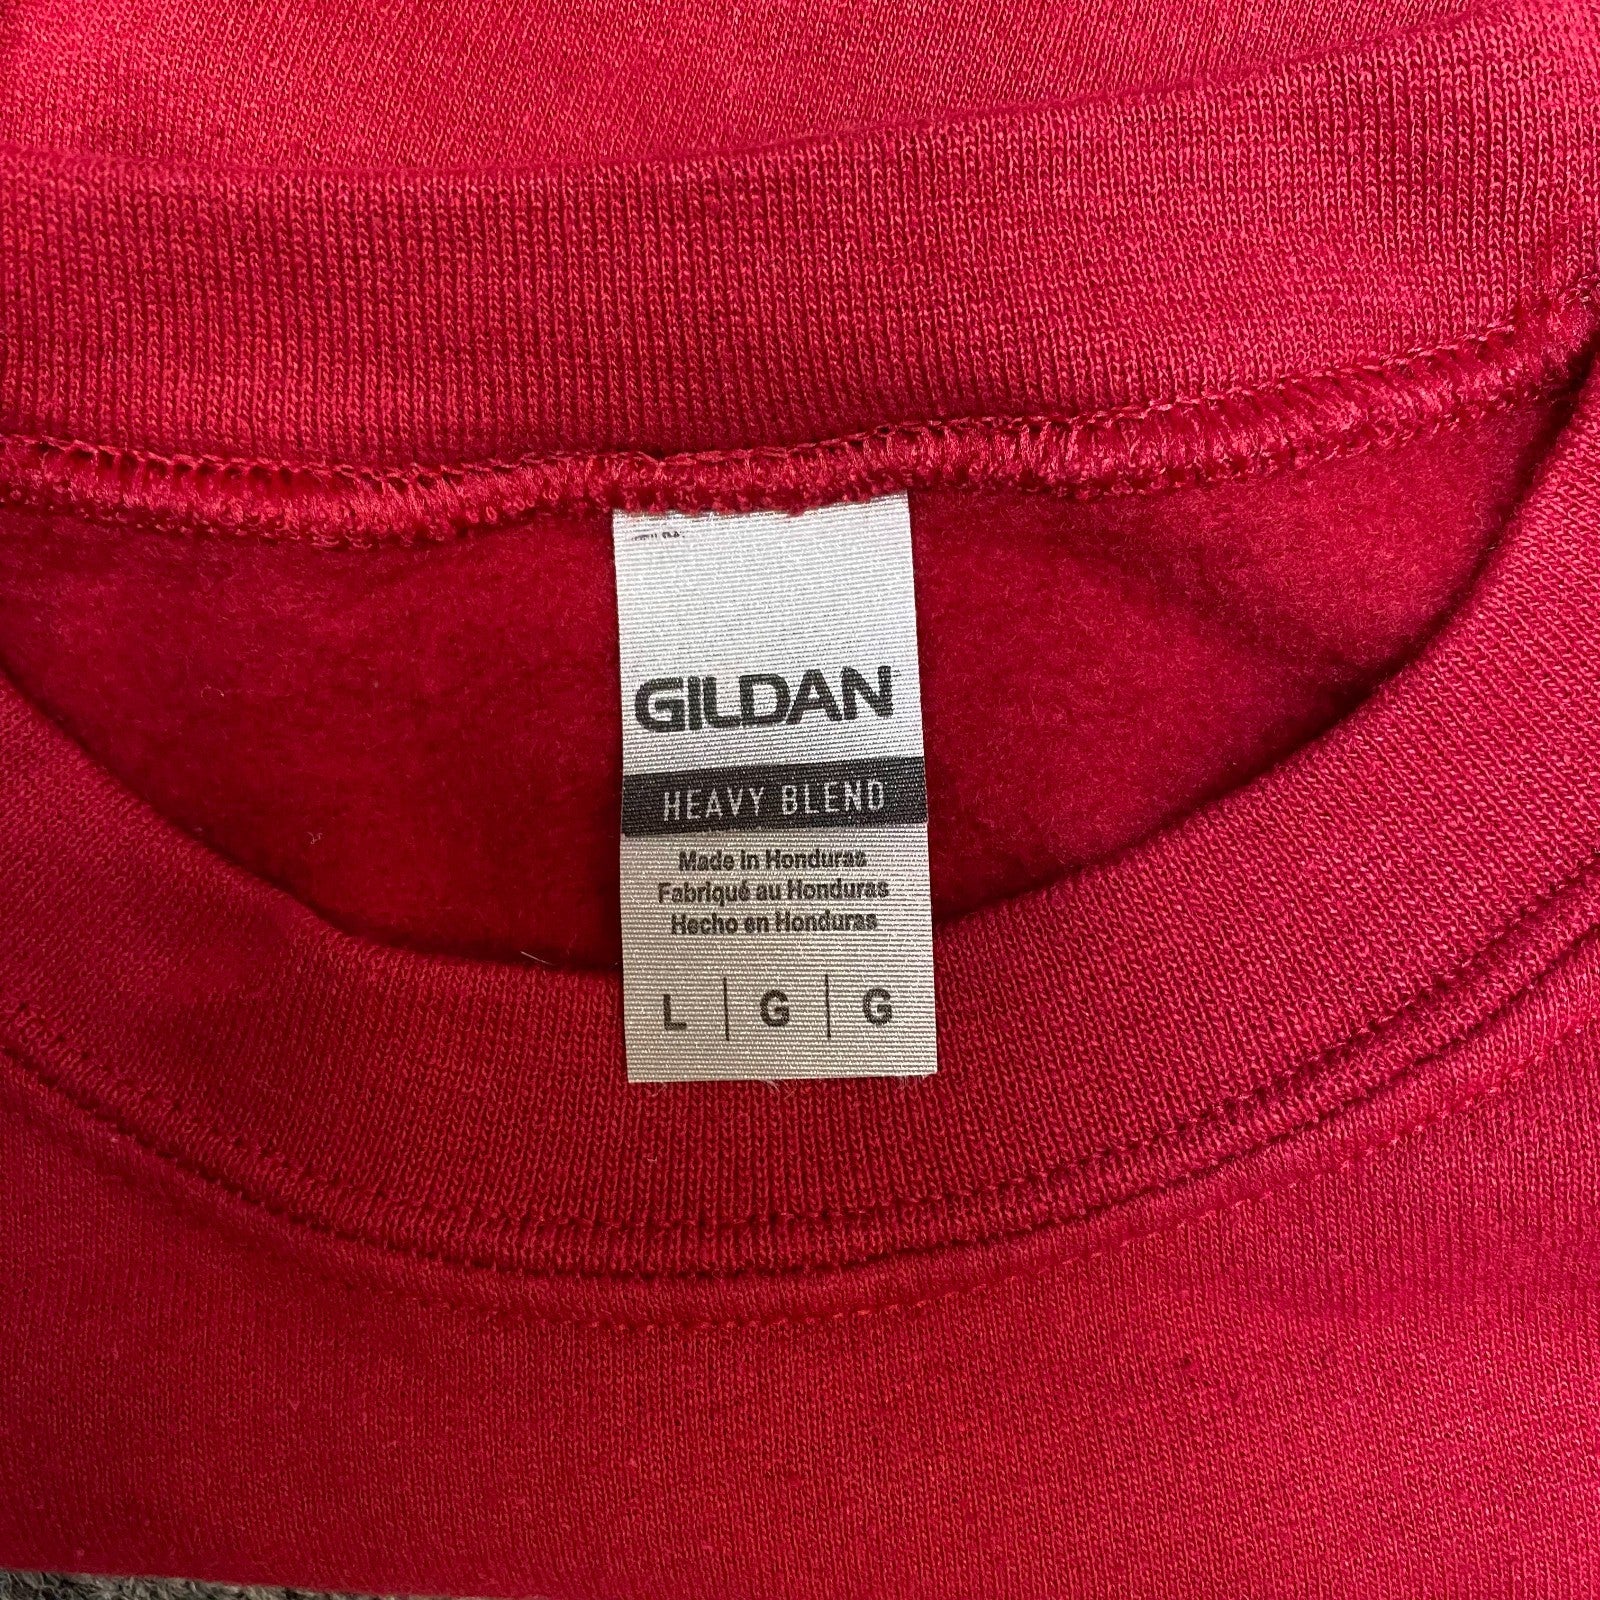 GILDAN
HEAVY BLEND
Made in Honduras
Fabriqué au Honduras
Hecho en Honduras
L | G | G